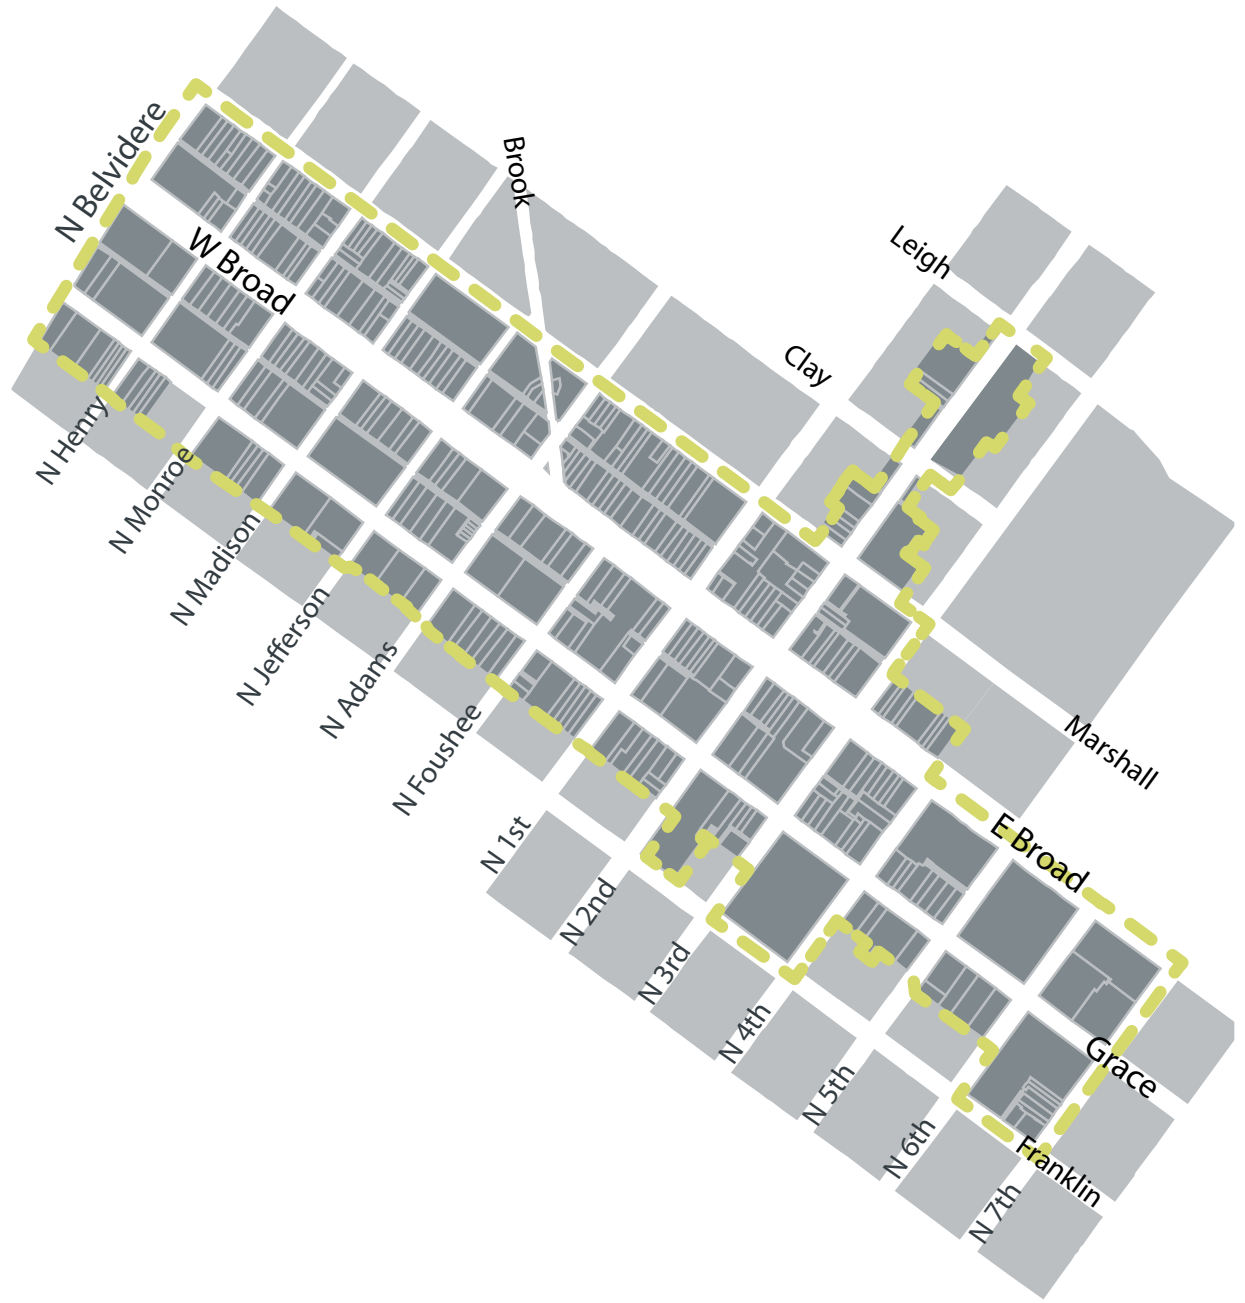 N Belvidere
Brook
W Broad
Leigh
Clay
N Henry
N Monroe
N Madison
N Jefferson
N Adams
N Foushee
Marshall
N 1st
E Broad
N 2nd
N 3rd
N 4th
N 5th
Grace
N 6th
Franklin
N 7th